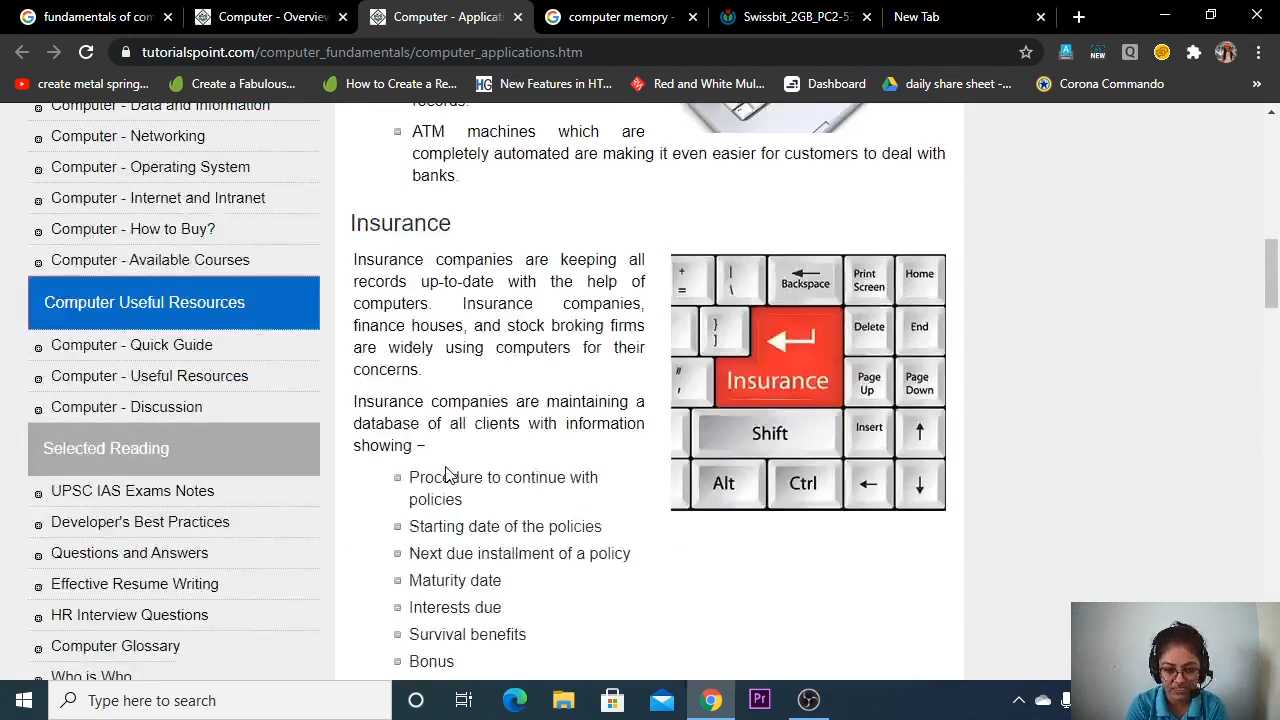 fundamentals of com
Computer - Overview
Computer - Applicati
computer memory -
Swissbit_2GB_PC2-53
New Tab
tutorialspoint.com/computer_fundamentals/computer_applications.htm
NEW
create metal spring...
Create a Fabulous...
How to Create a Re...
HG New Features in HT...
Red and White Mul...
Dashboard
daily share sheet -...
Corona Commando
»
Computer - Data and Information
Computer - Networking
Computer - Operating System
Computer - Internet and Intranet
Computer - How to Buy?
Computer - Available Courses
Computer Useful Resources
Computer - Quick Guide
Computer - Useful Resources
Computer - Discussion
Selected Reading
UPSC IAS Exams Notes
Developer's Best Practices
Questions and Answers
Effective Resume Writing
HR Interview Questions
Computer Glossary
Who is Who
records.
ATM machines which are
completely automated are making it even easier for customers to deal with
banks.
Insurance
Insurance companies are keeping all
records up-to-date with the help of
computers. Insurance companies,
finance houses, and stock broking firms
are widely using computers for their
concerns.
Insurance companies are maintaining a
database of all clients with information
showing −
Procedure to continue with
policies
Starting date of the policies
Next due installment of a policy
Maturity date
Interests due
Survival benefits
Bonus
+
=
|
\
Backspace
Print
Screen
Home
}
]
Insurance
Delete
End
Page
Up
Page
Down
Shift
Insert
Alt
Ctrl
Type here to search
Pr